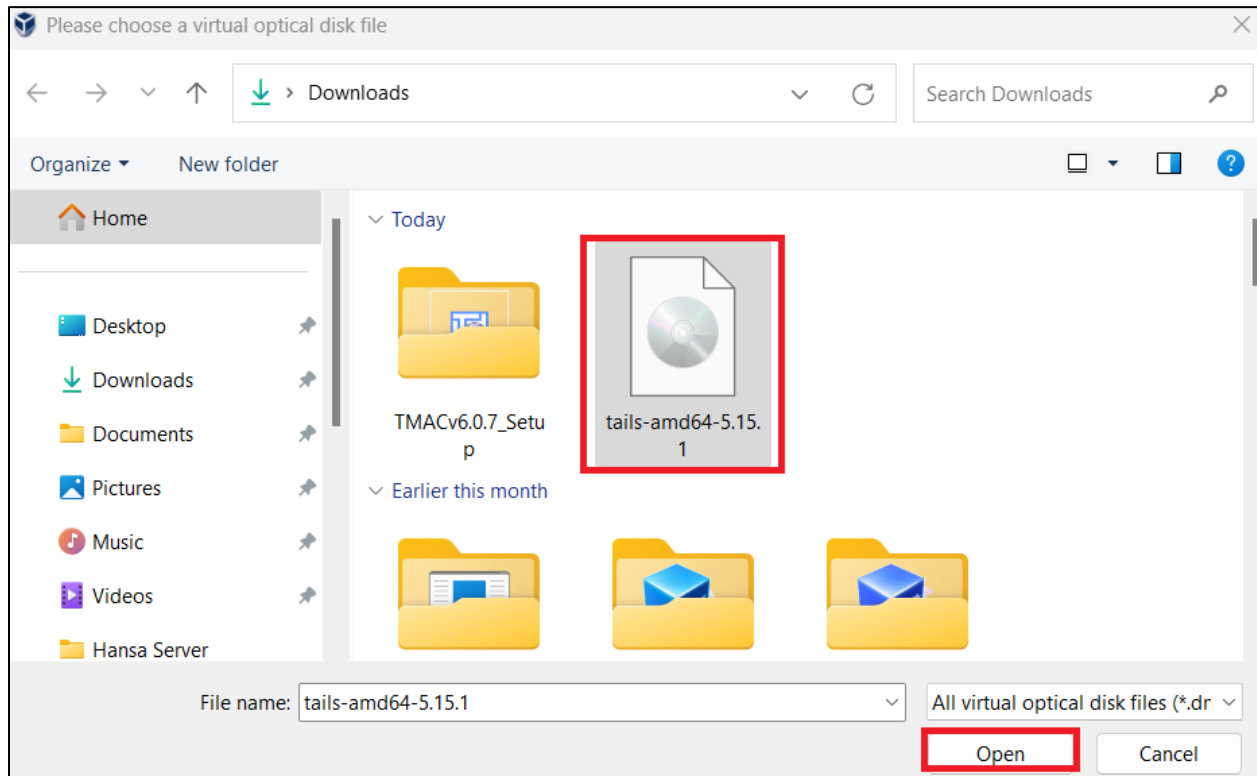 Please choose a virtual optical disk file
Downloads
Search Downloads
Organize
New folder
Home
Today
Desktop
Downloads
Documents
Pictures
Music
Videos
Hansa Server
TMACv6.0.7_Setu
p
tails-amd64-5.15.
1
Earlier this month
File name:
tails-amd64-5.15.1
All virtual optical disk files (*.dr
Open
Cancel